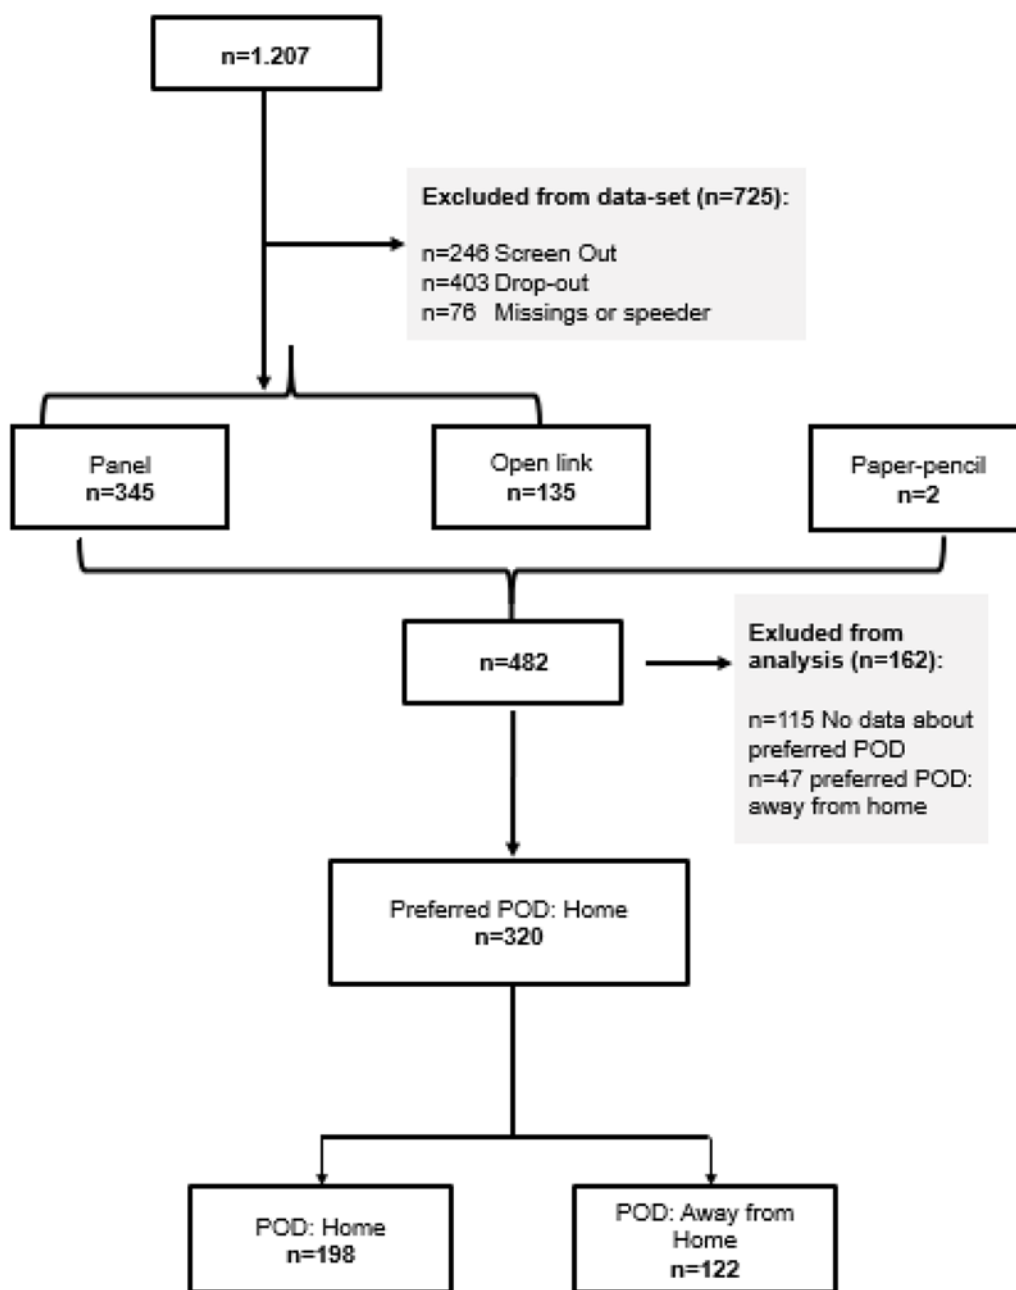 n=1.207
Excluded from data-set (n=725):
n=246 Screen Out
n=403 Drop-out
n=76 Missings or speeder
Panel
n=345
Open link
n=135
Paper-pencil
n=2
n=482
Exluded from
analysis (n=162):
n=115 No data about
preferred POD
n=47 preferred POD:
away from home
Preferred POD: Home
n=320
POD: Home
n=198
POD: Away from
Home
n=122